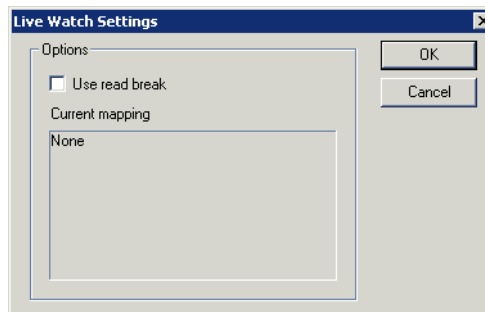 Live Watch Settings
Options
Use read break
Current mapping
None
OK
Cancel